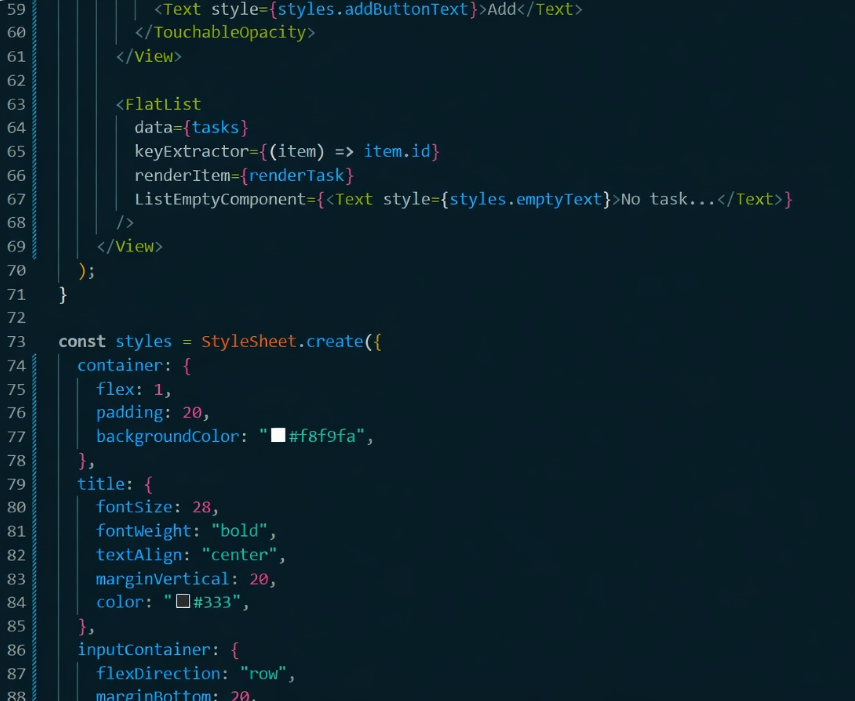 59 <Text style={styles.addButtonText}>Add</Text>
60 </TouchableOpacity>
61 </View>
62
63 <FlatList
64 data={tasks}
65 keyExtractor={(item) => item.id}
66 renderItem={renderTask}
67 ListEmptyComponent={<Text style={styles.emptyText}>No task...</Text>}
68 />
69 </View>
70 );
71 }
72
73 const styles = StyleSheet.create({
74 container: {
75 flex: 1,
76 padding: 20,
77 backgroundColor: "#f8f9fa",
78 },
79 title: {
80 fontSize: 28,
81 fontWeight: "bold",
82 textAlign: "center",
83 marginVertical: 20,
84 color: "#333",
85 },
86 inputContainer: {
87 flexDirection: "row",
88 marginBottom: 20,